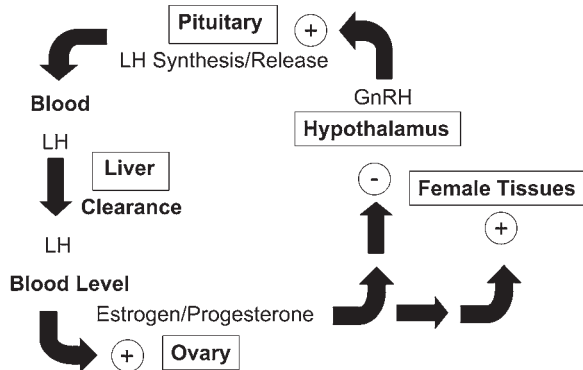 Pituitary
+
LH Synthesis/Release
Blood
LH
Liver
Clearance
LH
Blood Level
+
Ovary
Estrogen/Progesterone
GnRH
Hypothalamus
-
Female Tissues
+